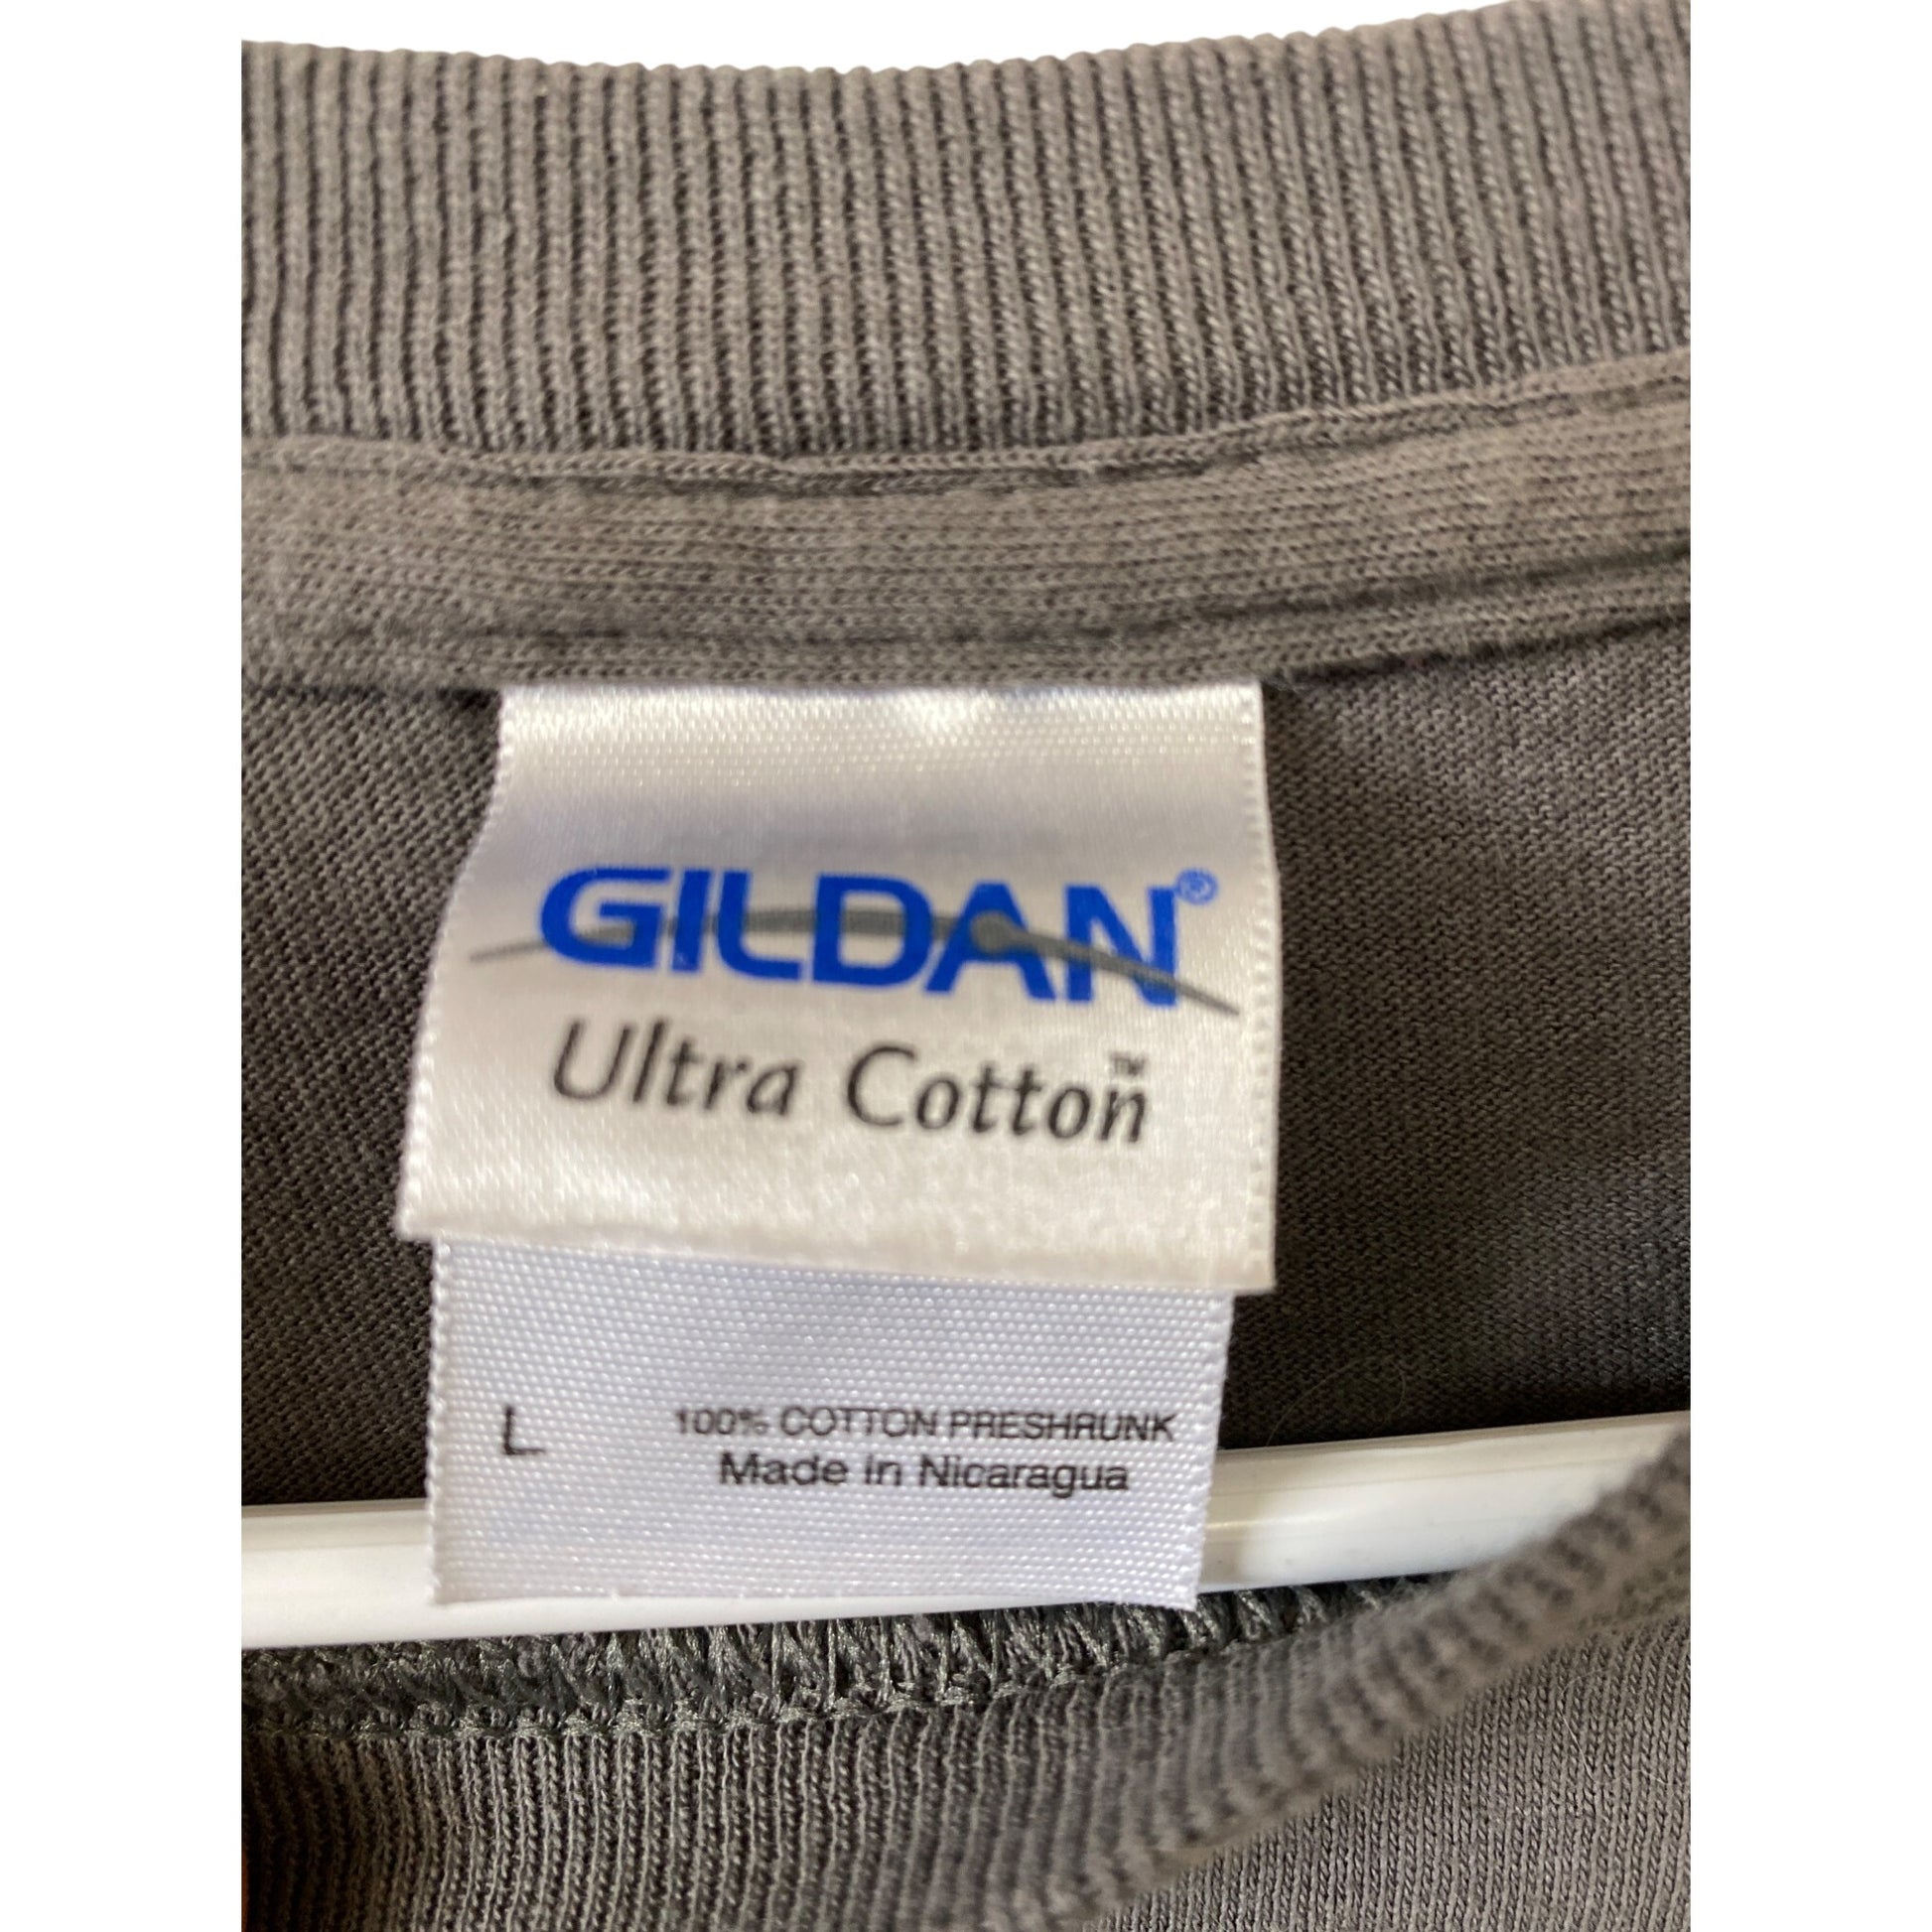 GILDAN®
Ultra Cotton™
L 100% COTTON PRESHRUNK
Made in Nicaragua